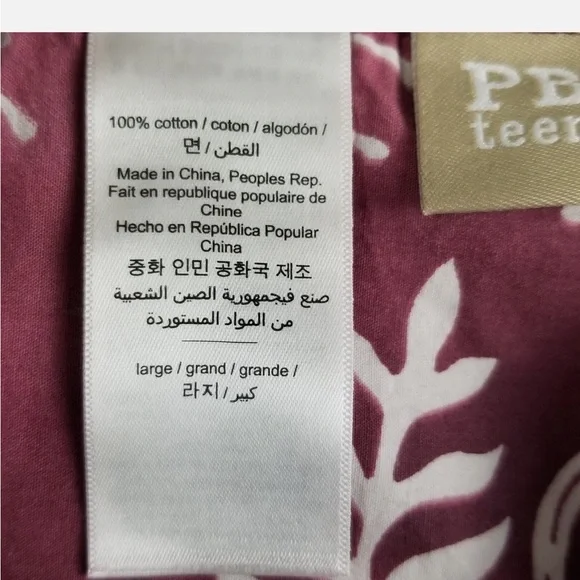 100% cotton / coton / algodón /
면 / القطن
Made in China, Peoples Rep.
Fait en republique populaire de
Chine
Hecho en República Popular
China
중화 인민 공화국 제조
صنع فيجمهورية الصين الشعبية
من المواد المستوردة
large / grand / grande /
라지 / كبير
PB
teen